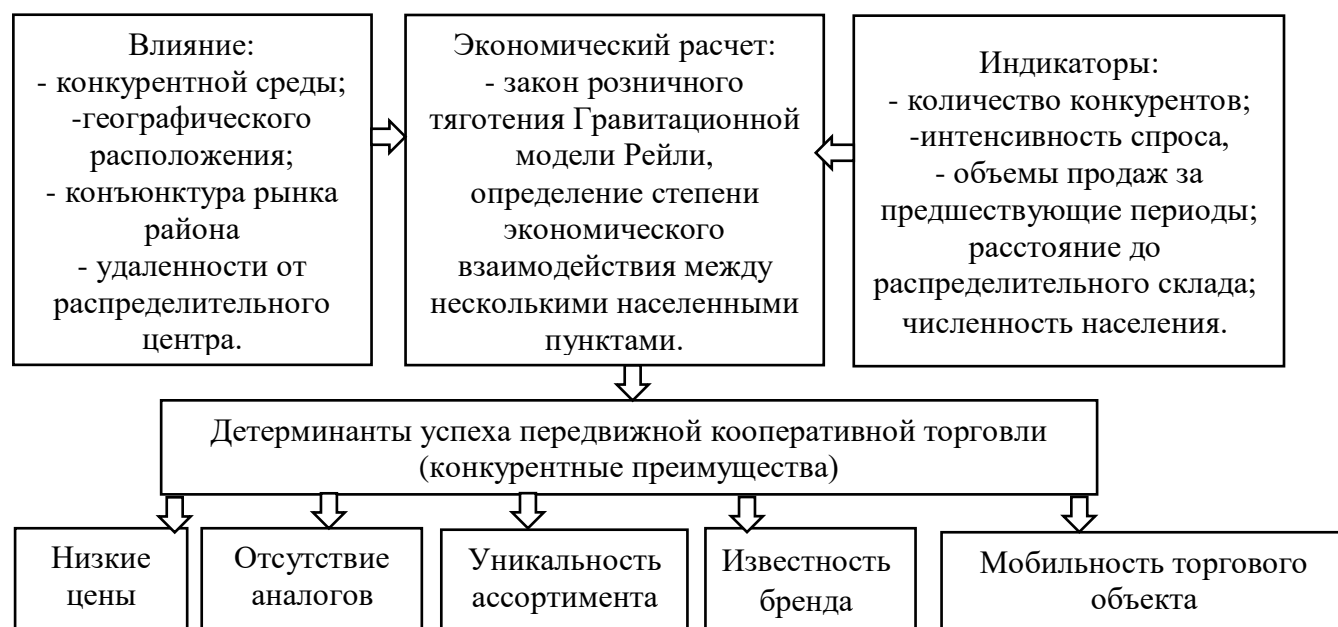 Влияние:
- конкурентной среды;
-географического
расположения;
- конъюнктура рынка
района
- удаленности от
распределительного
центра.
Экономический расчет:
- закон розничного
тяготения Гравитационной
модели Рейли,
определение степени
экономического
взаимодействия между
несколькими населенными
пунктами.
Индикаторы:
- количество конкурентов;
-интенсивность спроса,
- объемы продаж за
предшествующие периоды;
расстояние до
распределительного склада;
численность населения.
Детерминанты успеха передвижной кооперативной торговли
(конкурентные преимущества)
Низкие
цены
Отсутствие
аналогов
Уникальность
ассортимента
Известность
бренда
Мобильность торгового
объекта